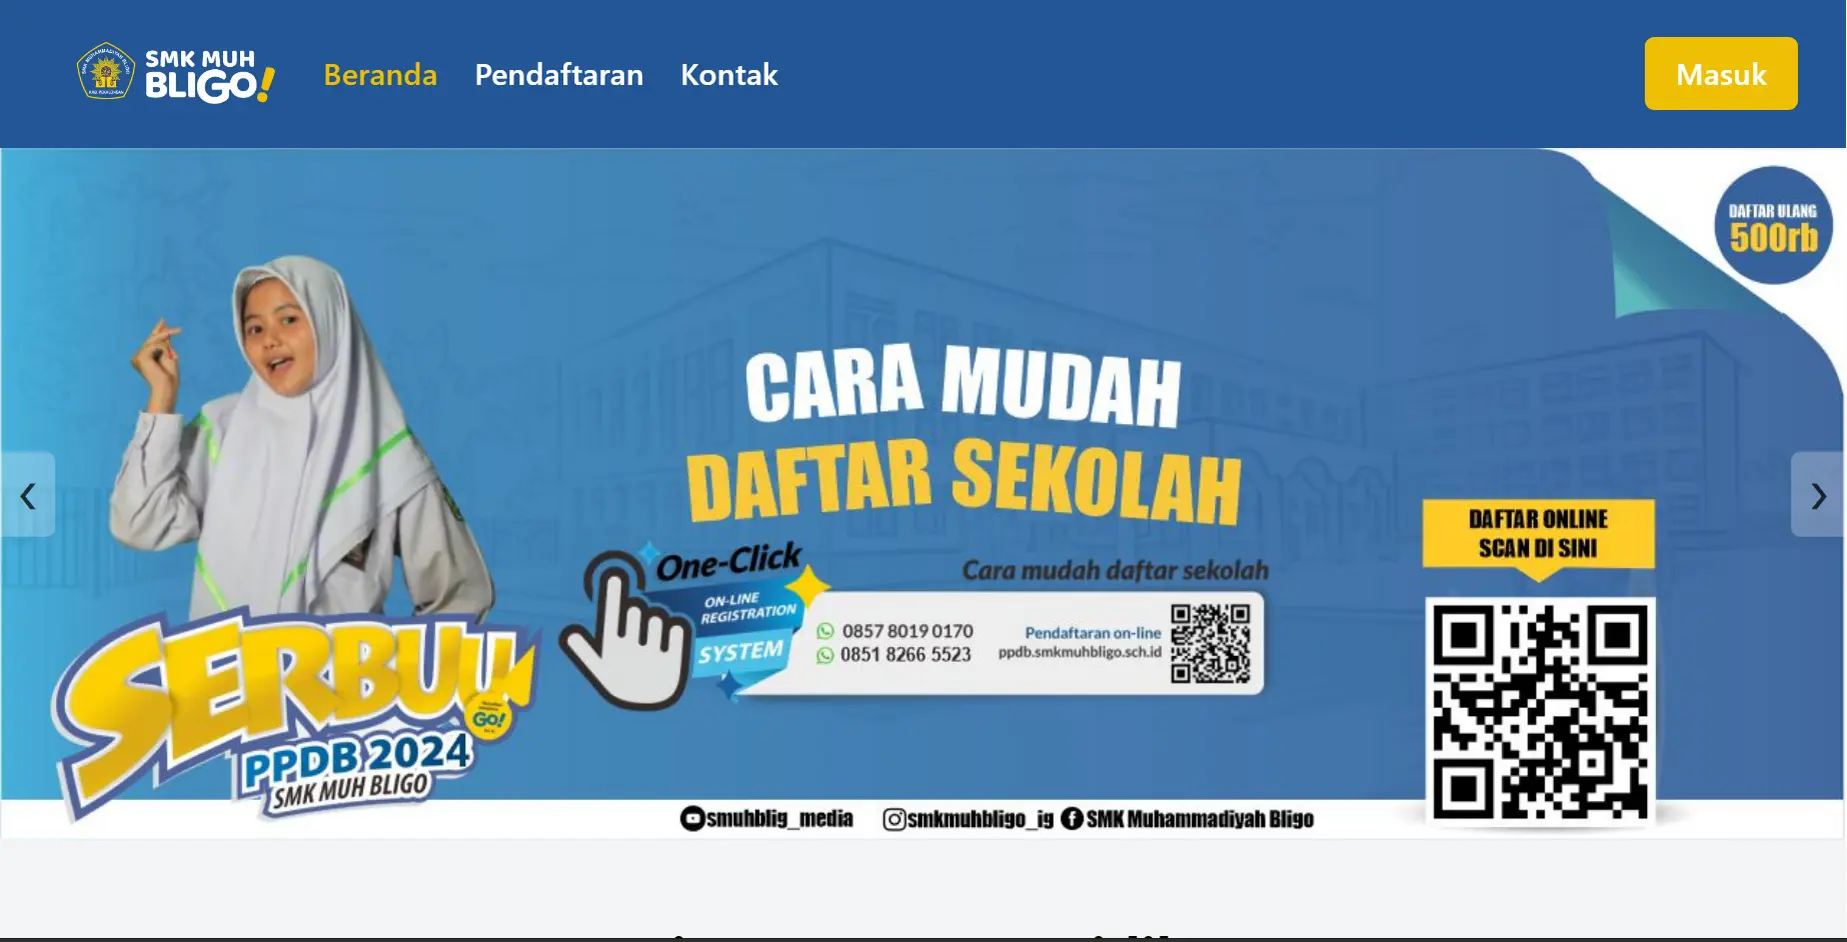 SMK MUH
BLIGO!
Beranda
Pendaftaran
Kontak
Masuk
DAFTAR ULANG
500rb
CARA MUDAH
DAFTAR SEKOLAH
DAFTAR ONLINE
SCAN DI SINI
One-Click
ON-LINE
REGISTRATION
SYSTEM
Cara mudah daftar sekolah
0857 8019 0170
0851 8266 5523
Pendaftaran on-line
ppdb.smkmuhbligo.sch.id
SERBUU
GO!
PPDB 2024
SMK MUH BLIGO
smuhblig_media
smkmuhbligo_ig
SMK Muhammadiyah Bligo